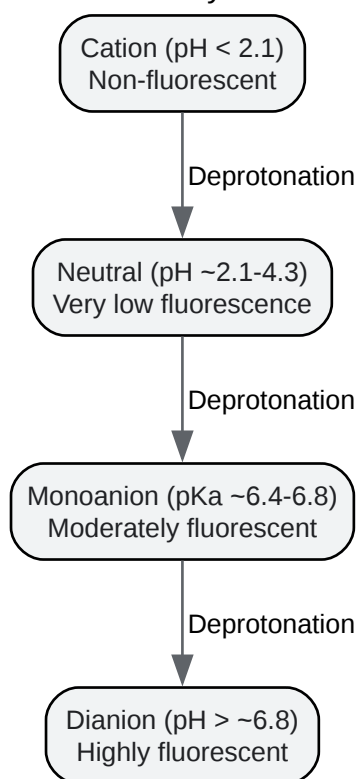 Cation (pH < 2.1)
Non-fluorescent
Deprotonation
Neutral (pH ~2.1-4.3)
Very low fluorescence
Deprotonation
Monoanion (pKa ~6.4-6.8)
Moderately fluorescent
Deprotonation
Dianion (pH > ~6.8)
Highly fluorescent